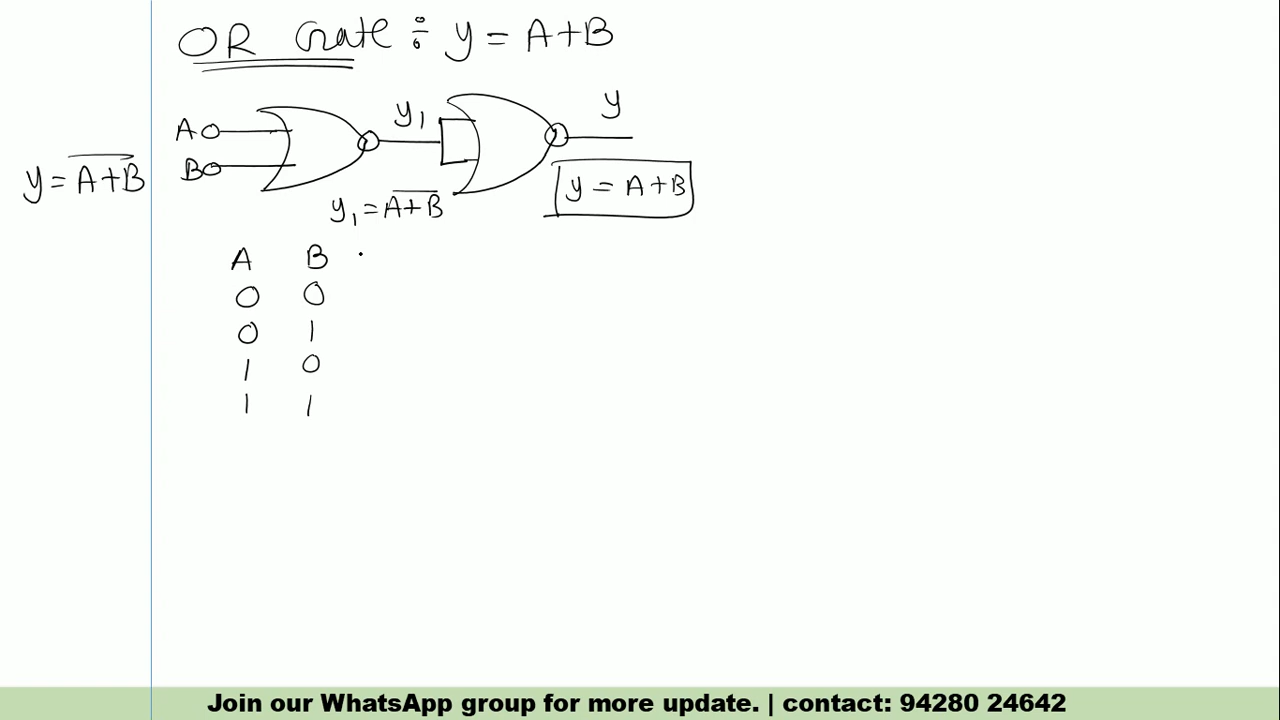 OR Gate ÷ y = A+B
y₁ y
A
B
y = A̅+̅B̅
y = A+B
y₁ = A̅+̅B̅
A B
0 0
0 1
1 0
1 1
Join our WhatsApp group for more update. | contact: 94280 24642